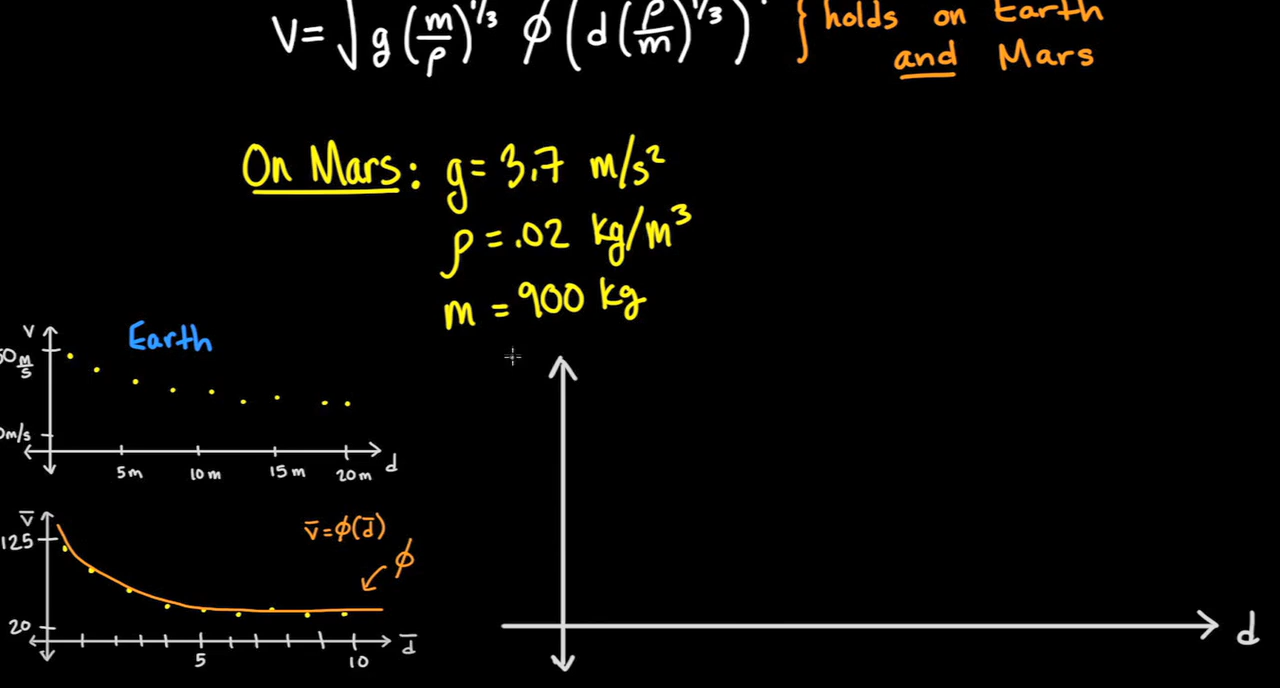 V=√g(m/ρ)^1/3 ϕ(d(ρ/m)^1/3) } holds on Earth
and Mars
On Mars: g=3.7 m/s²
ρ=.02 kg/m³
m=900 kg
Earth
v
m/s
m/s
5m 10m 15m 20m d
v̄
125
v̄=ϕ(d̄)
ϕ
20
5 10 d̄
d